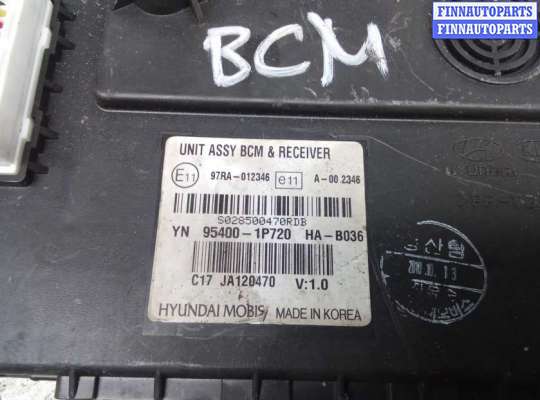 FINNAUTOPARTS
FINNAUTOPARTS
BCM
UNIT ASSY BCM & RECEIVER
E11 97RA-012346 e11 A-00 2346
S028500470RDB
YN 95400-1P720 HA-B036
C17 JA120470 V:1.0
HYUNDAI MOBIS MADE IN KOREA